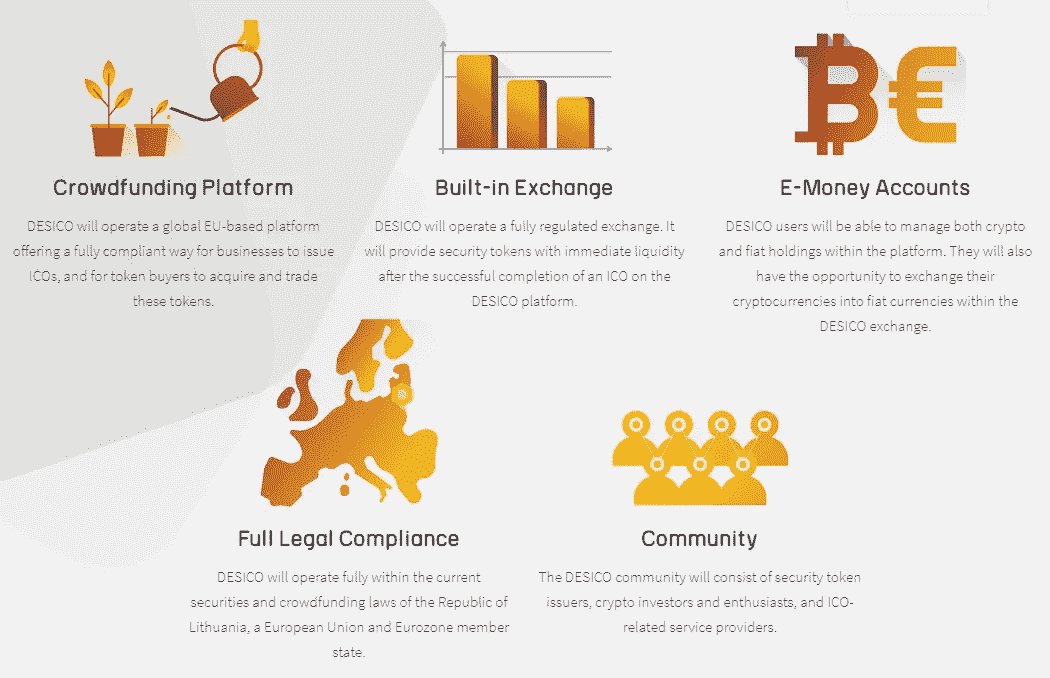 Crowdfunding Platform
DESICO will operate a global EU-based platform
offering a fully compliant way for businesses to issue
ICOs, and for token buyers to acquire and trade
these tokens.
Built-in Exchange
DESICO will operate a fully regulated exchange. It
will provide security tokens with immediate liquidity
after the successful completion of an ICO on the
DESICO platform.
E-Money Accounts
DESICO users will be able to manage both crypto
and fiat holdings within the platform. They will also
have the opportunity to exchange their
cryptocurrencies into fiat currencies within the
DESICO exchange.
Full Legal Compliance
DESICO will operate fully within the current
securities and crowdfunding laws of the Republic of
Lithuania, a European Union and Eurozone member
state.
Community
The DESICO community will consist of security token
issuers, crypto investors and enthusiasts, and ICO-
related service providers.